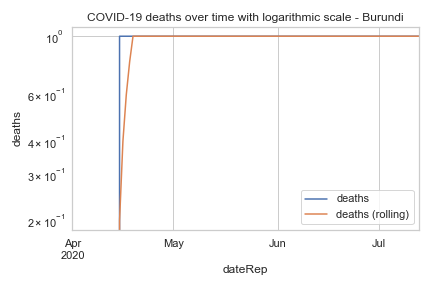 COVID-19 deaths over time with logarithmic scale - Burundi
10⁰
6 × 10⁻¹
4 × 10⁻¹
3 × 10⁻¹
2 × 10⁻¹
deaths
deaths
deaths (rolling)
Apr
2020
May
Jun
Jul
dateRep